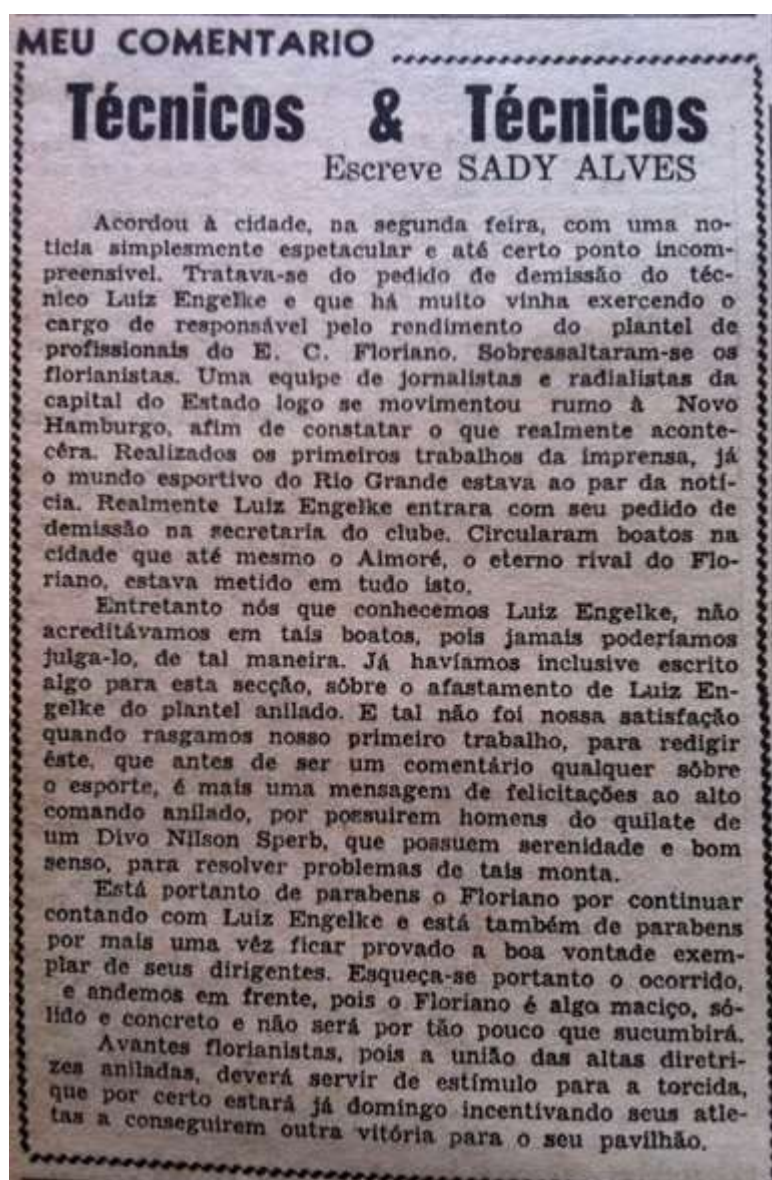 MEU COMENTARIO
Técnicos & Técnicos
Escreve SADY ALVES
Acordou à cidade, na segunda feira, com uma no-
ticia simplesmente espetacular e até certo ponto incom-
preensivel. Tratava-se do pedido de demissão do téc-
nico Luiz Engelke e que há muito vinha exercendo o
cargo de responsável pelo rendimento do plantel de
profissionais do E. C. Floriano. Sobressaltaram-se os
florianistas. Uma equipe de jornalistas e radialistas da
capital do Estado logo se movimentou rumo à Novo
Hamburgo, afim de constatar o que realmente aconte-
cêra. Realizados os primeiros trabalhos da imprensa, já
o mundo esportivo do Rio Grande estava ao par da notí-
cia. Realmente Luiz Engelke entrara com seu pedido de
demissão na secretaria do clube. Circularam boatos na
cidade que até mesmo o Aimoré, o eterno rival do Flo-
riano, estava metido em tudo isto.
Entretanto nós que conhecemos Luiz Engelke, não
acreditávamos em tais boatos, pois jamais poderíamos
julga-lo, de tal maneira. Já havíamos inclusive escrito
algo para esta secção, sôbre o afastamento de Luiz En-
gelke do plantel anilado. E tal não foi nossa satisfação
quando rasgamos nosso primeiro trabalho, para redigir
êste, que antes de ser um comentário qualquer sôbre
o esporte, é mais uma mensagem de felicitações ao alto
comando anilado, por possuirem homens do quilate de
um Divo Nilson Sperb, que possuem serenidade e bom
senso, para resolver problemas de tais monta.
Está portanto de parabens o Floriano por continuar
contando com Luiz Engelke e está também de parabens
por mais uma vêz ficar provado a boa vontade exem-
plar de seus dirigentes. Esqueça-se portanto o ocorrido,
e andemos em frente, pois o Floriano é algo maciço, só-
lido e concreto e não será por tão pouco que sucumbirá.
Avantes florianistas, pois a união das altas diretri-
zes aniladas, deverá servir de estímulo para a torcida,
que por certo estará já domingo incentivando seus atle-
tas a conseguirem outra vitória para o seu pavilhão.